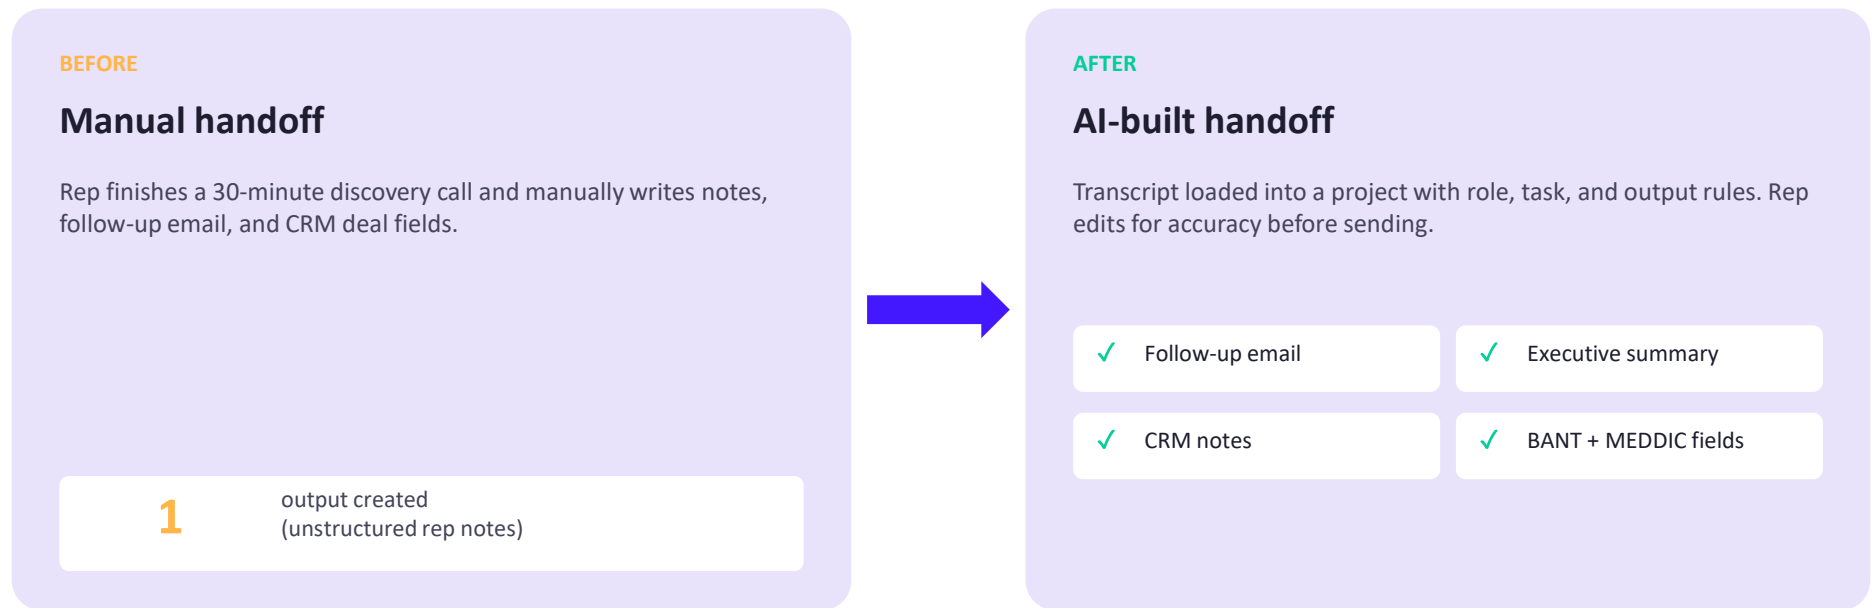 BEFORE
Manual handoff
Rep finishes a 30-minute discovery call and manually writes notes,
follow-up email, and CRM deal fields.
1
output created
(unstructured rep notes)
AFTER
AI-built handoff
Transcript loaded into a project with role, task, and output rules. Rep
edits for accuracy before sending.
✓ Follow-up email
✓ Executive summary
✓ CRM notes
✓ BANT + MEDDIC fields